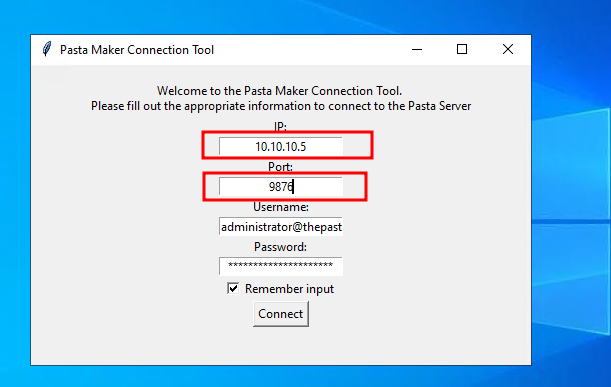 Pasta Maker Connection Tool
Welcome to the Pasta Maker Connection Tool.
Please fill out the appropriate information to connect to the Pasta Server
IP:
10.10.10.5
Port:
9876
Username:
administrator@thepast
Password:
*********************
Remember input
Connect